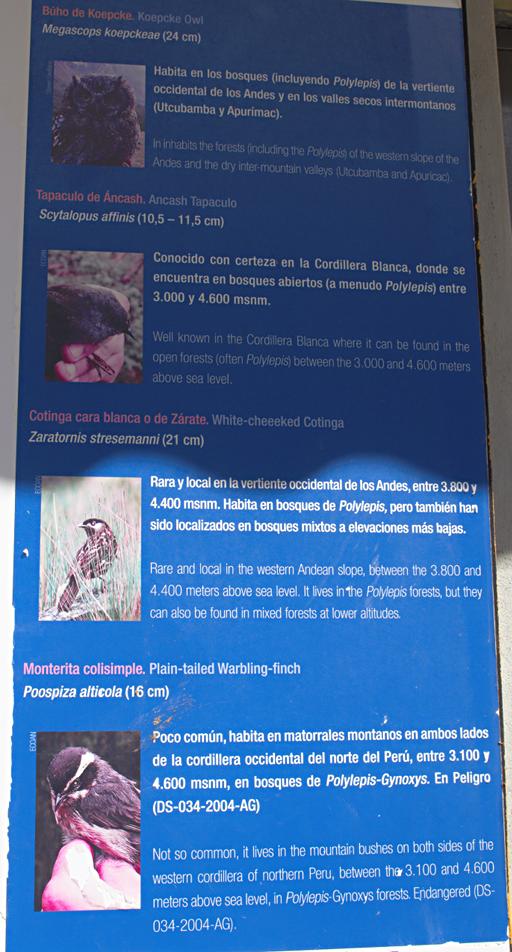 Búho de Koepcke. Koepcke Owl
Megascops koepckeae (24 cm)
Habita en los bosques (incluyendo Polylepis) de la vertiente
occidental de los Andes y en los valles secos intermontanos
(Utcubamba y Apurímac).
In inhabits the forests (including the Polylepis) of the western slope of the
Andes and the dry inter-mountain valleys (Utcubamba and Apuricac).
Tapaculo de Áncash. Ancash Tapaculo
Scytalopus affinis (10,5 – 11,5 cm)
Conocido con certeza en la Cordillera Blanca, donde se
encuentra en bosques abiertos (a menudo Polylepis) entre
3.000 y 4.600 msnm.
Well known in the Cordillera Blanca where it can be found in the
open forests (often Polylepis) between the 3.000 and 4.600 meters
above sea level.
Cotinga cara blanca o de Zárate. White-cheeeked Cotinga
Zaratornis stresemanni (21 cm)
ECOAN
Rara y local en la vertiente occidental de los Andes, entre 3.800 y
4.400 msnm. Habita en bosques de Polylepis, pero también han
sido localizados en bosques mixtos a elevaciones más bajas.
Rare and local in the western Andean slope, between the 3.800 and
4.400 meters above sea level. It lives in the Polylepis forests, but they
can also be found in mixed forests at lower altitudes.
Monterita colisimple. Plain-tailed Warbling-finch
Poospiza alticola (16 cm)
ECOAN
Poco común, habita en matorrales montanos en ambos lados
de la cordillera occidental del norte del Perú, entre 3.100 y
4.600 msnm, en bosques de Polylepis-Gynoxys. En Peligro
(DS-034-2004-AG)
Not so common, it lives in the mountain bushes on both sides of the
western cordillera of northern Peru, between the 3.100 and 4.600
meters above sea level, in Polylepis-Gynoxys forests. Endangered (DS-
034-2004-AG).